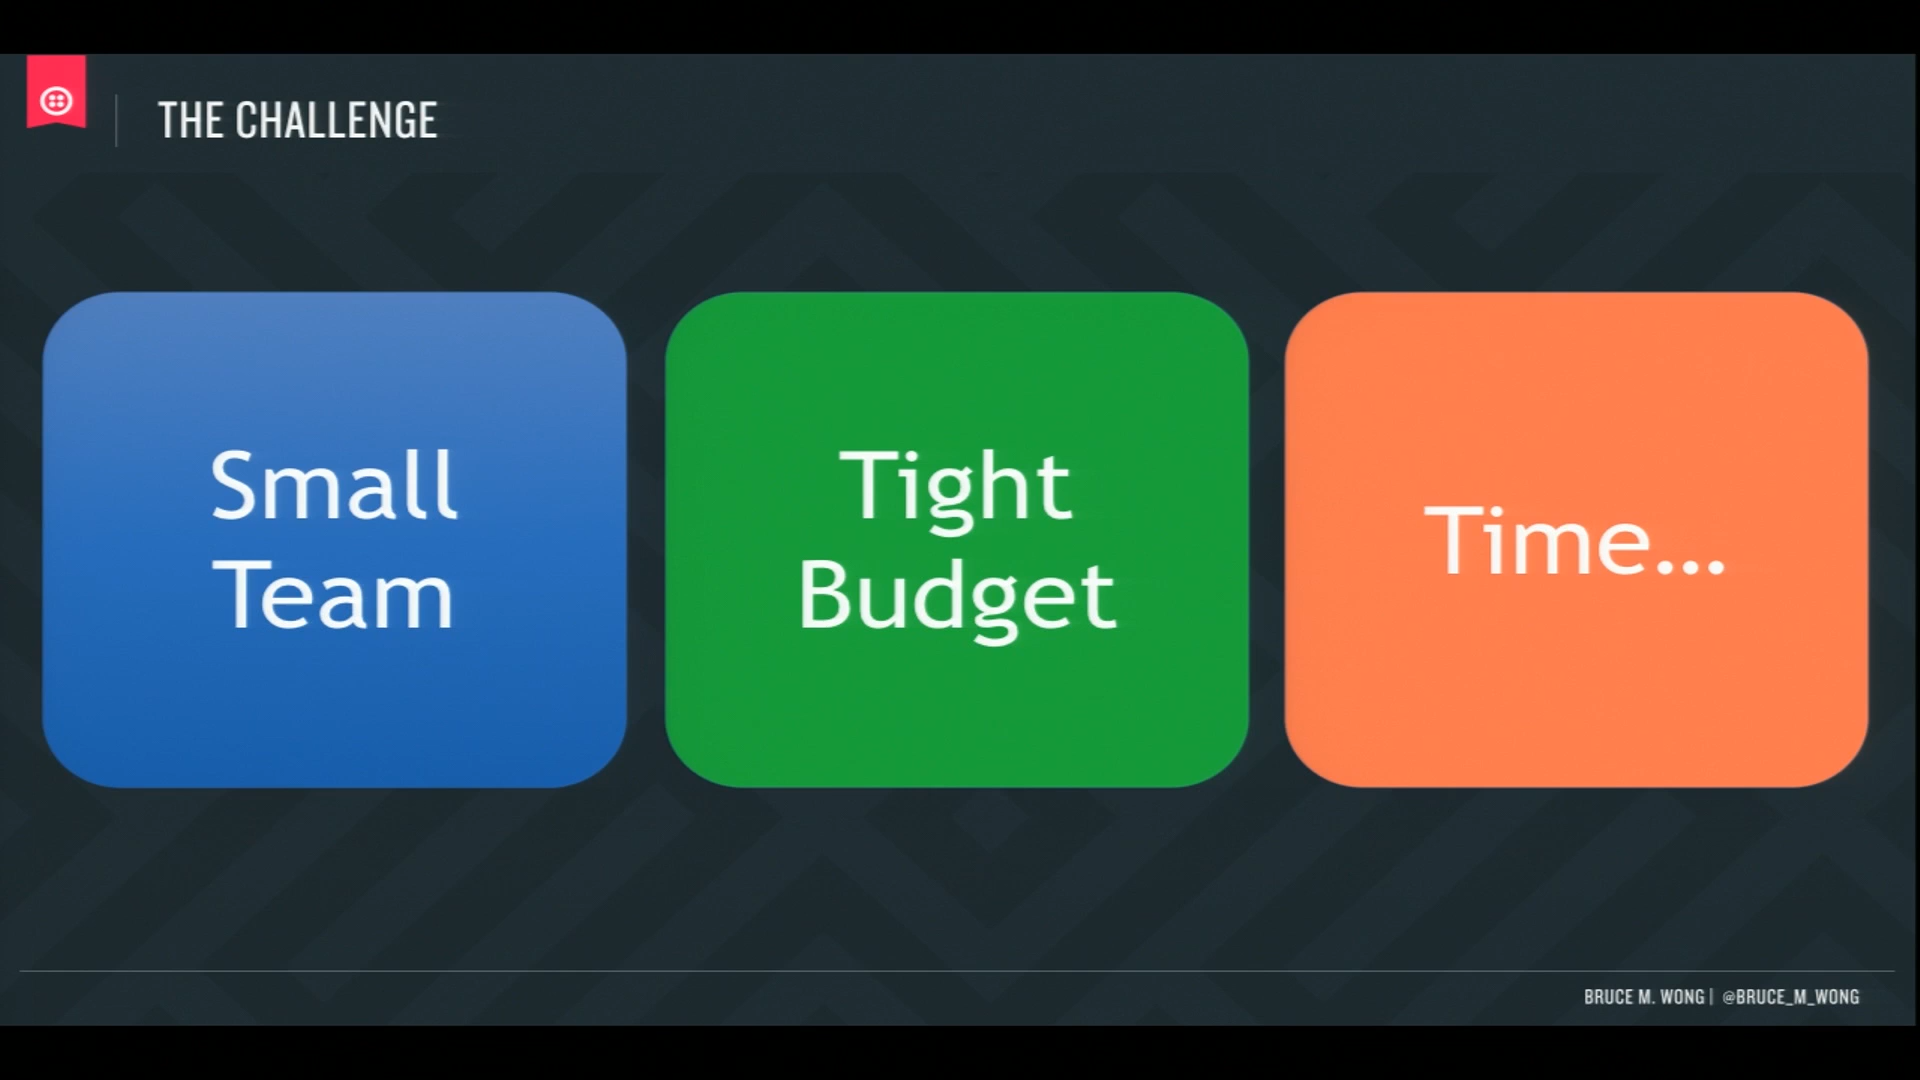 THE CHALLENGE
Small
Team
Tight
Budget
Time...
BRUCE M. WONG | @BRUCE_M_WONG